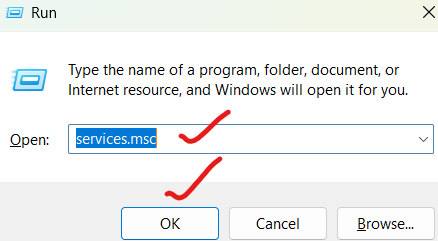 Run
Type the name of a program, folder, document, or
Internet resource, and Windows will open it for you.
Open: services.msc
OK Cancel Browse...